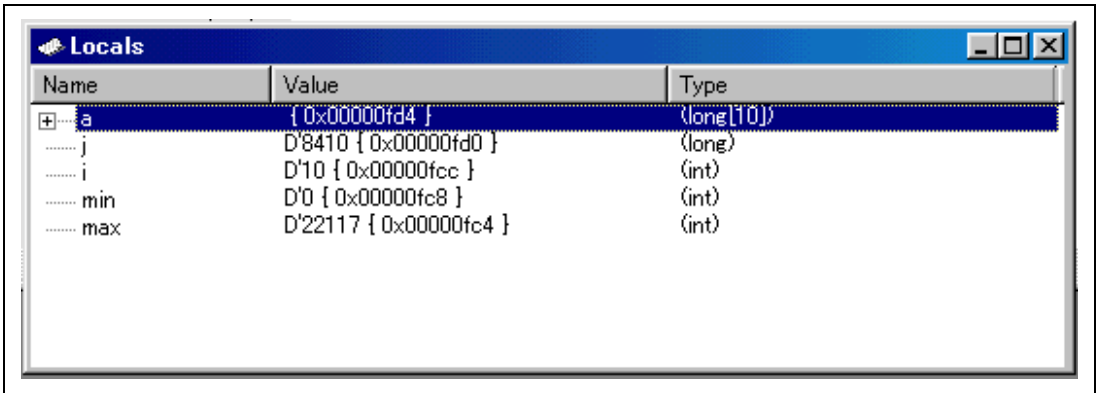 Locals
Name Value Type
a { 0x00000fd4 } (long[10])
j D'8410 { 0x00000fd0 } (long)
i D'10 { 0x00000fcc } (int)
min D'0 { 0x00000fc8 } (int)
max D'22117 { 0x00000fc4 } (int)